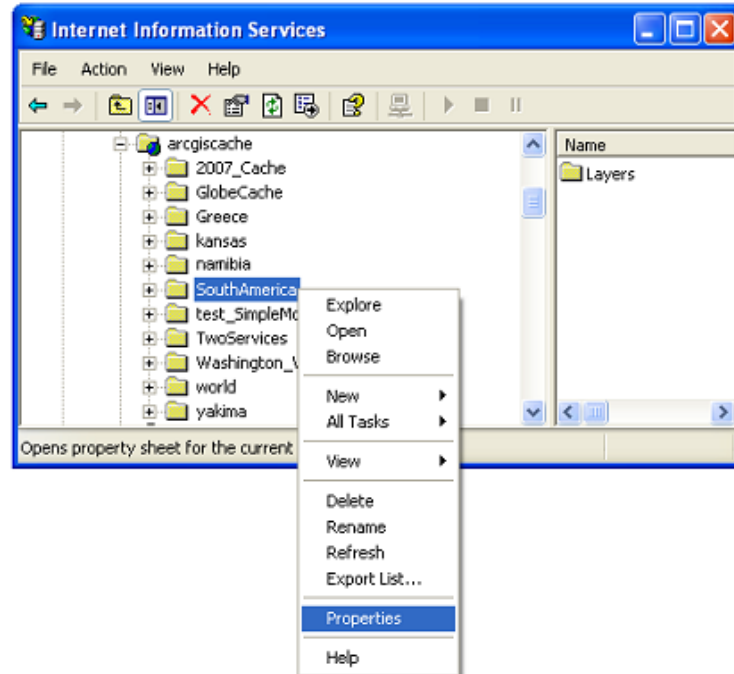 Internet Information Services
File Action View Help
arcgiscache
Name
2007_Cache
Layers
GlobeCache
Greece
kansas
namibia
SouthAmerica
test_SimpleMo
TwoServices
Washington_V
world
yakima
Explore
Open
Browse
New
All Tasks
View
Delete
Rename
Refresh
Export List...
Properties
Help
Opens property sheet for the current